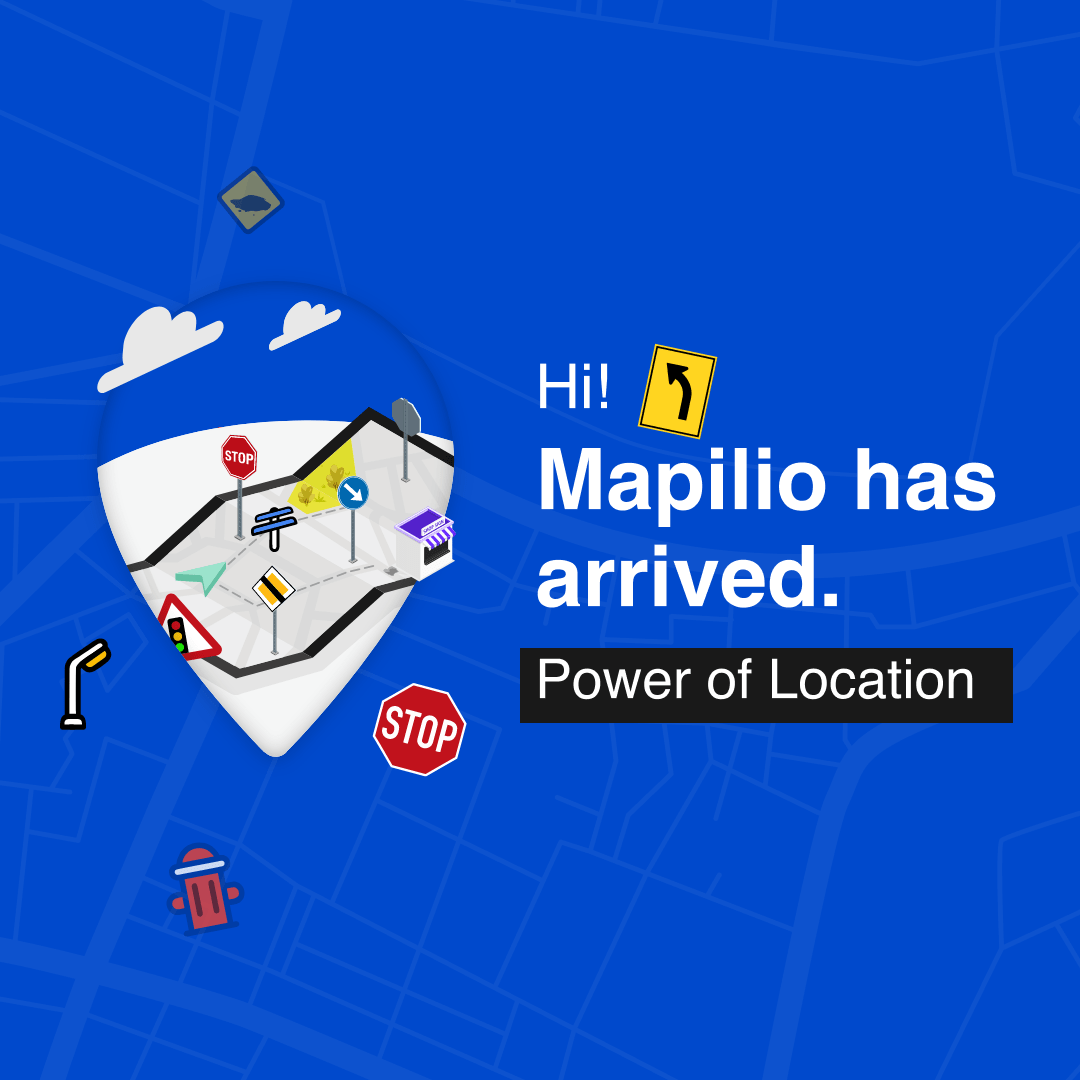 Hi!
Mapilio has
arrived.
Power of Location
STOP
STOP